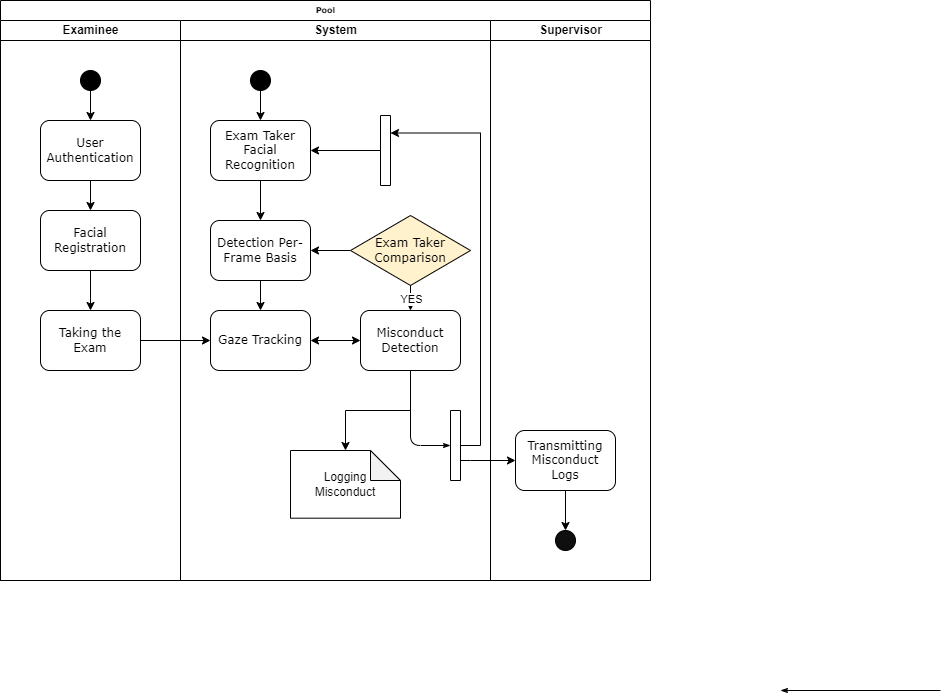 Pool
Examinee
System
Supervisor
User
Authentication
Exam Taker
Facial
Recognition
Facial
Registration
Detection Per-
Frame Basis
Exam Taker
Comparison
YES
Taking the
Exam
Gaze Tracking
Misconduct
Detection
Logging
Misconduct
Transmitting
Misconduct
Logs